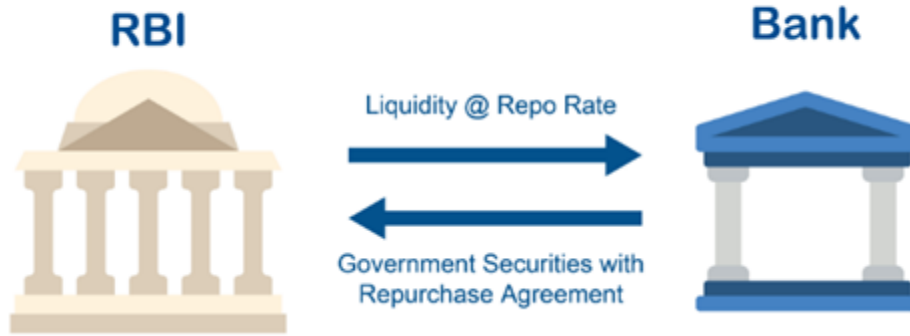 RBI
Bank
Liquidity @ Repo Rate
Government Securities with
Repurchase Agreement